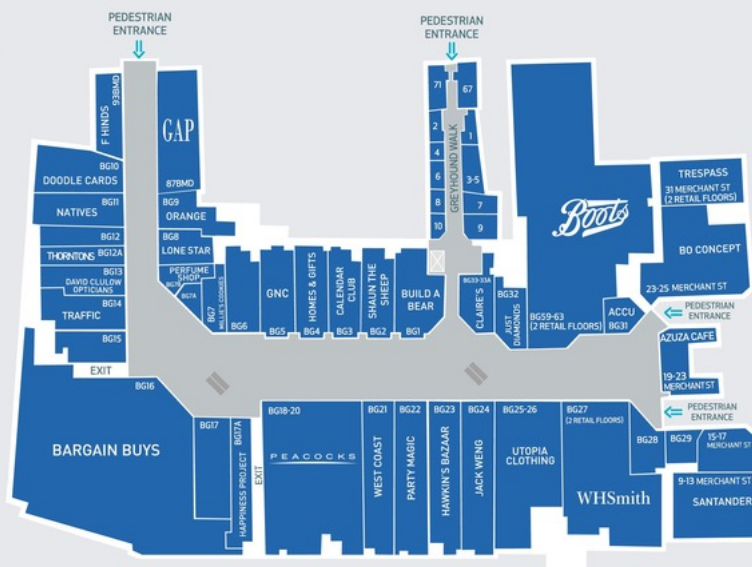 PEDESTRIAN
ENTRANCE
PEDESTRIAN
ENTRANCE
F HINDS
93BMD
GAP
87BMD
71
67
2
1
4
6
3-5
8
7
10
9
GREYHOUND WALK
BG10
DOODLE CARDS
BG11
NATIVES
BG12
THORNTONS
BG12A
BG13
DAVID CLULOW
OPTICIANS
BG14
TRAFFIC
BG15
EXIT
BG9
ORANGE
BG8
LONE STAR
PERFUME
SHOP
BG7A
BG7
MILLIE'S COOKIES
BG6
GNC
BG5
HOMES & GIFTS
BG4
CALENDAR
CLUB
BG3
SHAUN THE
SHEEP
BG2
BUILD A
BEAR
BG1
BG33-33A
CLAIRE'S
BG32
JUST
DIAMONDS
Boots
BG59-63
(2 RETAIL FLOORS)
ACCU
BG31
TRESPASS
31 MERCHANT ST
(2 RETAIL FLOORS)
BO CONCEPT
23-25 MERCHANT ST
PEDESTRIAN
ENTRANCE
AZUZA CAFE
19-23
MERCHANT ST
PEDESTRIAN
ENTRANCE
BG16
BARGAIN BUYS
BG17
BG17A
HAPPINESS PROJECT
EXIT
BG18-20
PEACOCKS
BG21
WEST COAST
BG22
PARTY MAGIC
BG23
HAWKIN'S BAZAAR
BG24
JACK WENG
BG25-26
UTOPIA
CLOTHING
BG27
(2 RETAIL FLOORS)
WHSmith
BG28
BG29
15-17
MERCHANT ST
9-13 MERCHANT ST
SANTANDER